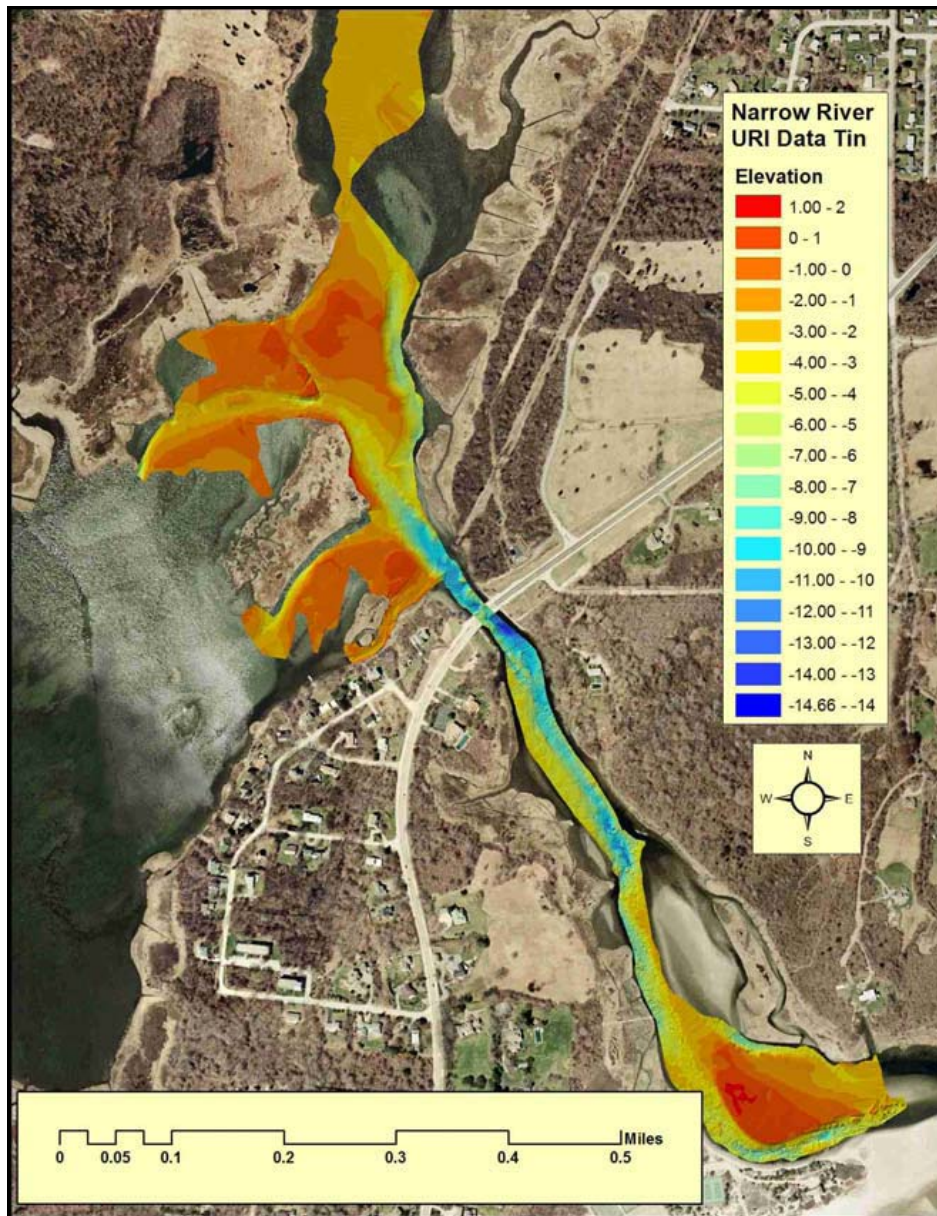 Narrow River
URI Data Tin
Elevation
1.00 - 2
0 - 1
-1.00 - 0
-2.00 - -1
-3.00 - -2
-4.00 - -3
-5.00 - -4
-6.00 - -5
-7.00 - -6
-8.00 - -7
-9.00 - -8
-10.00 - -9
-11.00 - -10
-12.00 - -11
-13.00 - -12
-14.00 - -13
-14.66 - -14
N
W E
S
Miles
0 0.05 0.1 0.2 0.3 0.4 0.5